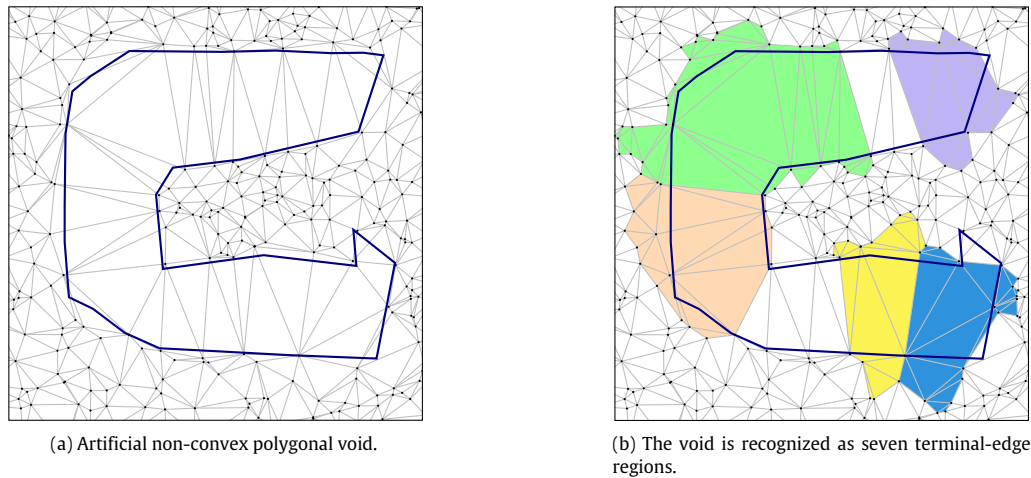 (a) Artificial non-convex polygonal void.
(b) The void is recognized as seven terminal-edge
regions.